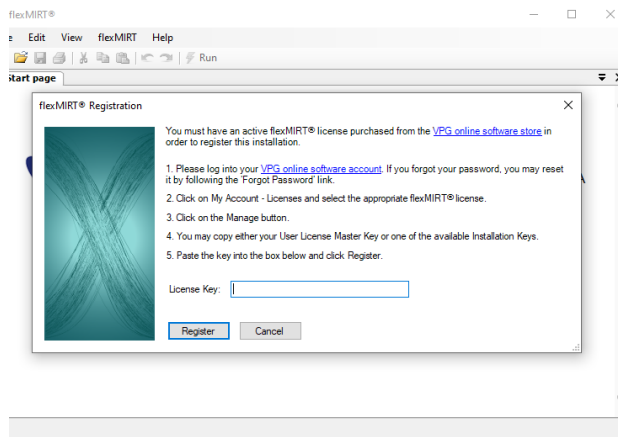 flexMIRT®
Edit View flexMIRT Help
Run
Start page
flexMIRT® Registration
You must have an active flexMIRT® license purchased from the VPG online software store in
order to register this installation.
1. Please log into your VPG online software account. If you forgot your password, you may reset
it by following the 'Forgot Password' link.
2. Click on My Account - Licenses and select the appropriate flexMIRT® license.
3. Click on the Manage button.
4. You may copy either your User License Master Key or one of the available Installation Keys.
5. Paste the key into the box below and click Register.
License Key:
Register Cancel